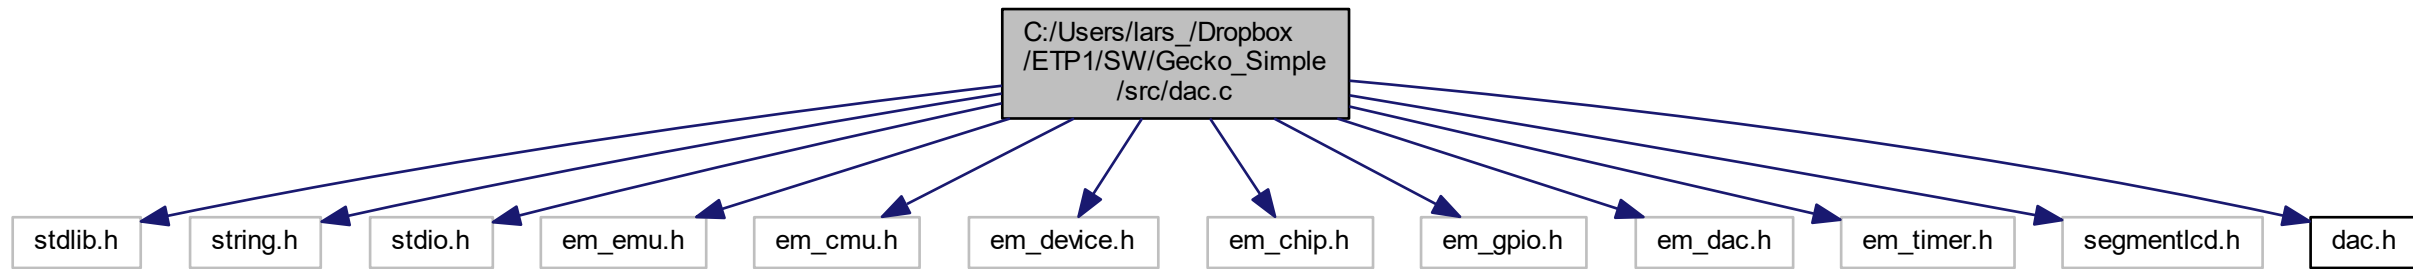 C:/Users/lars_/Dropbox
/ETP1/SW/Gecko_Simple
/src/dac.c
stdlib.h
string.h
stdio.h
em_emu.h
em_cmu.h
em_device.h
em_chip.h
em_gpio.h
em_dac.h
em_timer.h
segmentlcd.h
dac.h